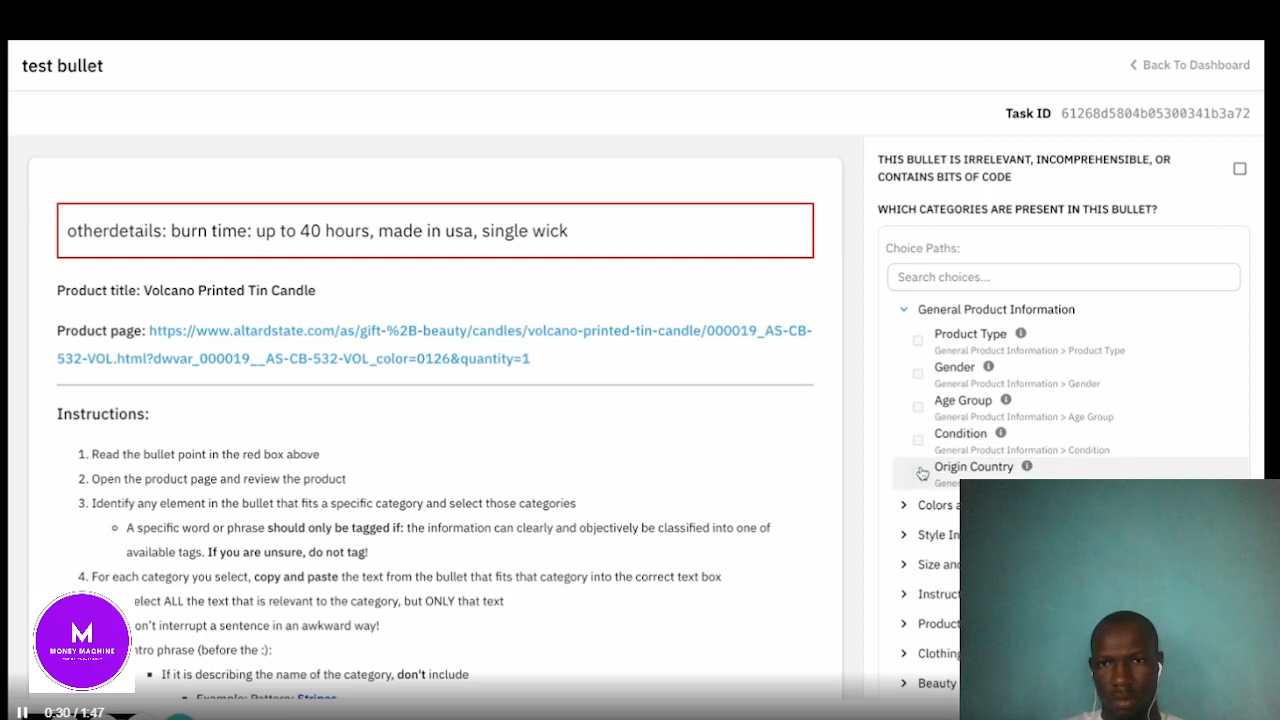 test bullet
Back To Dashboard
Task ID 61268d5804b05300341b3a72
otherdetails: burn time: up to 40 hours, made in usa, single wick
Product title: Volcano Printed Tin Candle
Product page: https://www.altardstate.com/as/gift-%2B-beauty/candles/volcano-printed-tin-candle/000019_AS-CB-
532-VOL.html?dwvar_000019__AS-CB-532-VOL_color=0126&quantity=1
Instructions:
1. Read the bullet point in the red box above
2. Open the product page and review the product
3. Identify any element in the bullet that fits a specific category and select those categories
A specific word or phrase should only be tagged if: the information can clearly and objectively be classified into one of
available tags. If you are unsure, do not tag!
4. For each category you select, copy and paste the text from the bullet that fits that category into the correct text box
elect ALL the text that is relevant to the category, but ONLY that text
on't interrupt a sentence in an awkward way!
ntro phrase (before the :):
If it is describing the name of the category, don't include
Example: Pattern: Stripes
M
MONEY MACHINE
0:30 / 1:47
THIS BULLET IS IRRELEVANT, INCOMPREHENSIBLE, OR
CONTAINS BITS OF CODE
WHICH CATEGORIES ARE PRESENT IN THIS BULLET?
Choice Paths:
Search choices...
General Product Information
Product Type
General Product Information > Product Type
Gender
General Product Information > Gender
Age Group
General Product Information > Age Group
Condition
General Product Information > Condition
Origin Country
Gene
Colors a
Style In
Size and
Instruct
Product
Clothing
Beauty